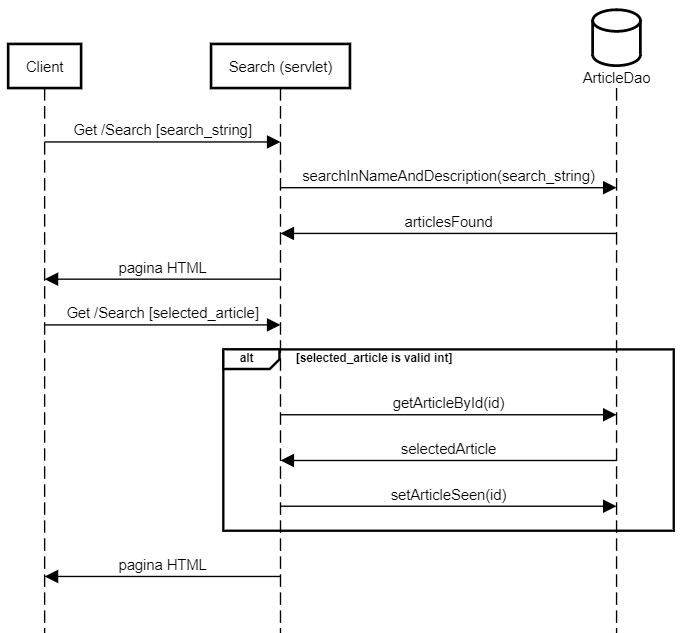 Client
Search (servlet)
ArticleDao
Get /Search [search_string]
searchInNameAndDescription(search_string)
articlesFound
pagina HTML
Get /Search [selected_article]
alt
[selected_article is valid int]
getArticleById(id)
selectedArticle
setArticleSeen(id)
pagina HTML